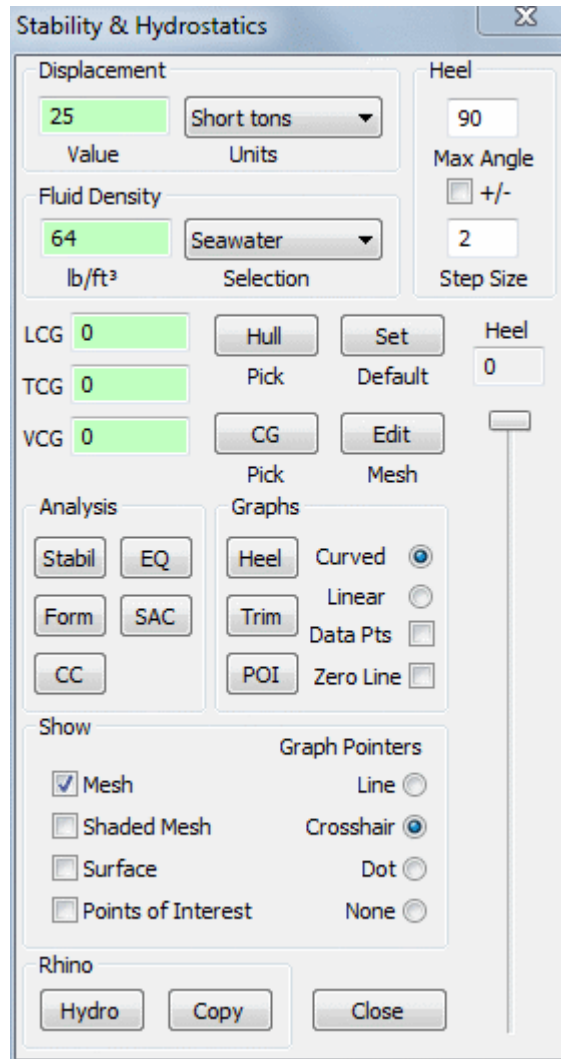 Stability & Hydrostatics
Displacement
25 Short tons
Value Units
Heel
90
Max Angle
+/-
2
Step Size
Fluid Density
64 Seawater
lb/ft³ Selection
LCG 0
TCG 0
VCG 0
Hull Set
Pick Default
CG Edit
Pick Mesh
Heel
0
Analysis
Stabil EQ
Form SAC
CC
Graphs
Heel Curved
Linear
Trim
Data Pts
POI Zero Line
Show
Graph Pointers
Mesh Line
Shaded Mesh Crosshair
Surface Dot
Points of Interest None
Rhino
Hydro Copy Close